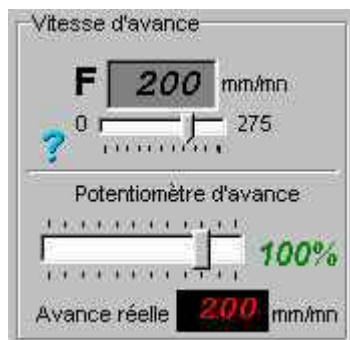 Vitesse d'avance
F 200 mm/mn
0 275
?
Potentiomètre d'avance
100%
Avance réelle 200 mm/mn